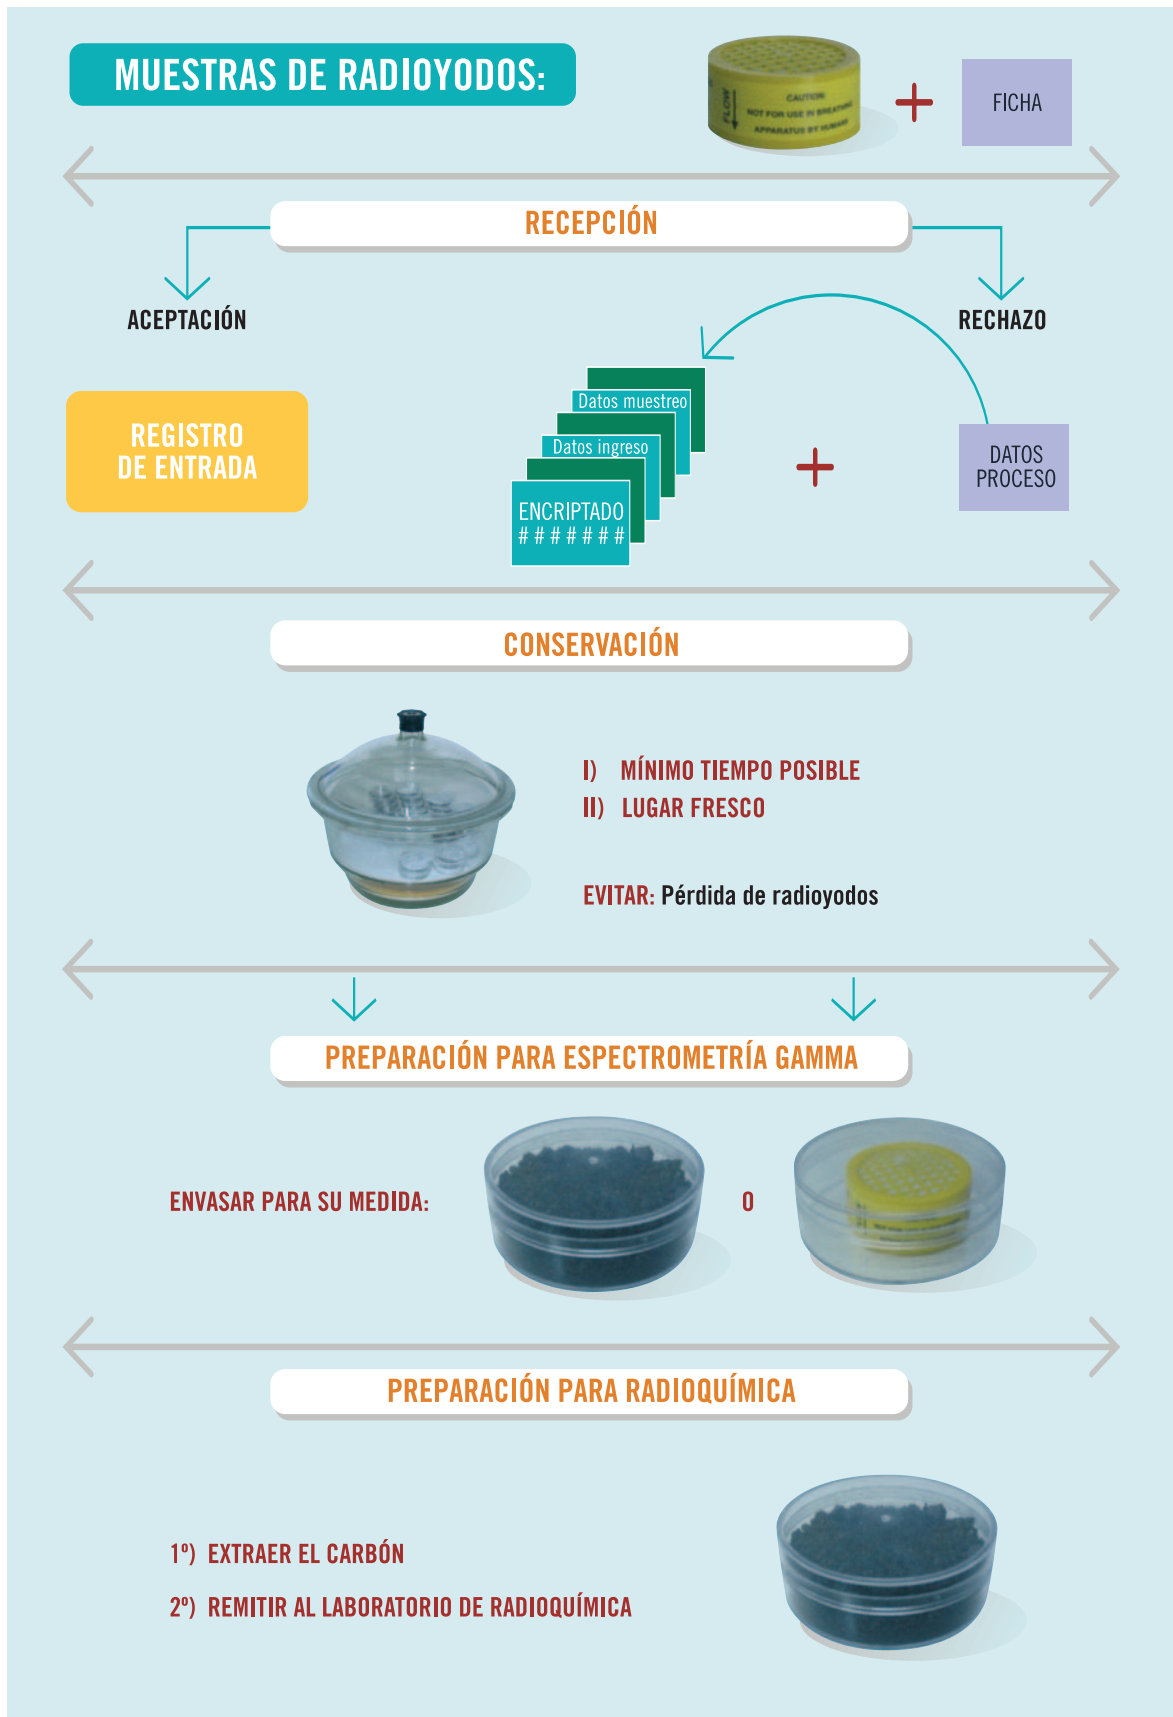 MUESTRAS DE RADIOYODOS:
FLOW
CAUTION
NOT FOR USE IN BREATHING
APPARATUS BY HUMANS
FICHA
RECEPCIÓN
ACEPTACIÓN
RECHAZO
REGISTRO
DE ENTRADA
Datos muestreo
Datos ingreso
ENCRIPTADO
# # # # # # #
DATOS
PROCESO
CONSERVACIÓN
I) MÍNIMO TIEMPO POSIBLE
II) LUGAR FRESCO
EVITAR: Pérdida de radioyodos
PREPARACIÓN PARA ESPECTROMETRÍA GAMMA
ENVASAR PARA SU MEDIDA:
O
PREPARACIÓN PARA RADIOQUÍMICA
1º) EXTRAER EL CARBÓN
2º) REMITIR AL LABORATORIO DE RADIOQUÍMICA